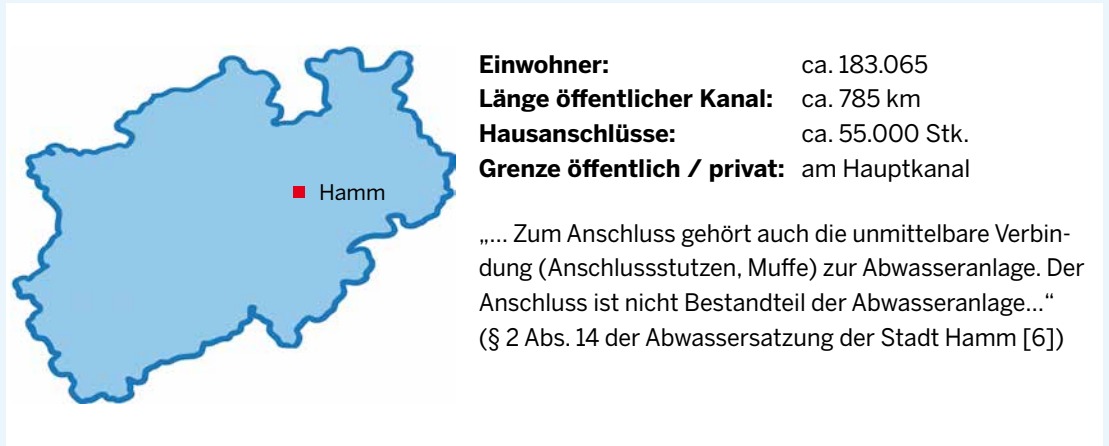 Hamm
Einwohner: ca. 183.065
Länge öffentlicher Kanal: ca. 785 km
Hausanschlüsse: ca. 55.000 Stk.
Grenze öffentlich / privat: am Hauptkanal
„... Zum Anschluss gehört auch die unmittelbare Verbin-
dung (Anschlussstutzen, Muffe) zur Abwasseranlage. Der
Anschluss ist nicht Bestandteil der Abwasseranlage...“
(§ 2 Abs. 14 der Abwassersatzung der Stadt Hamm [6])